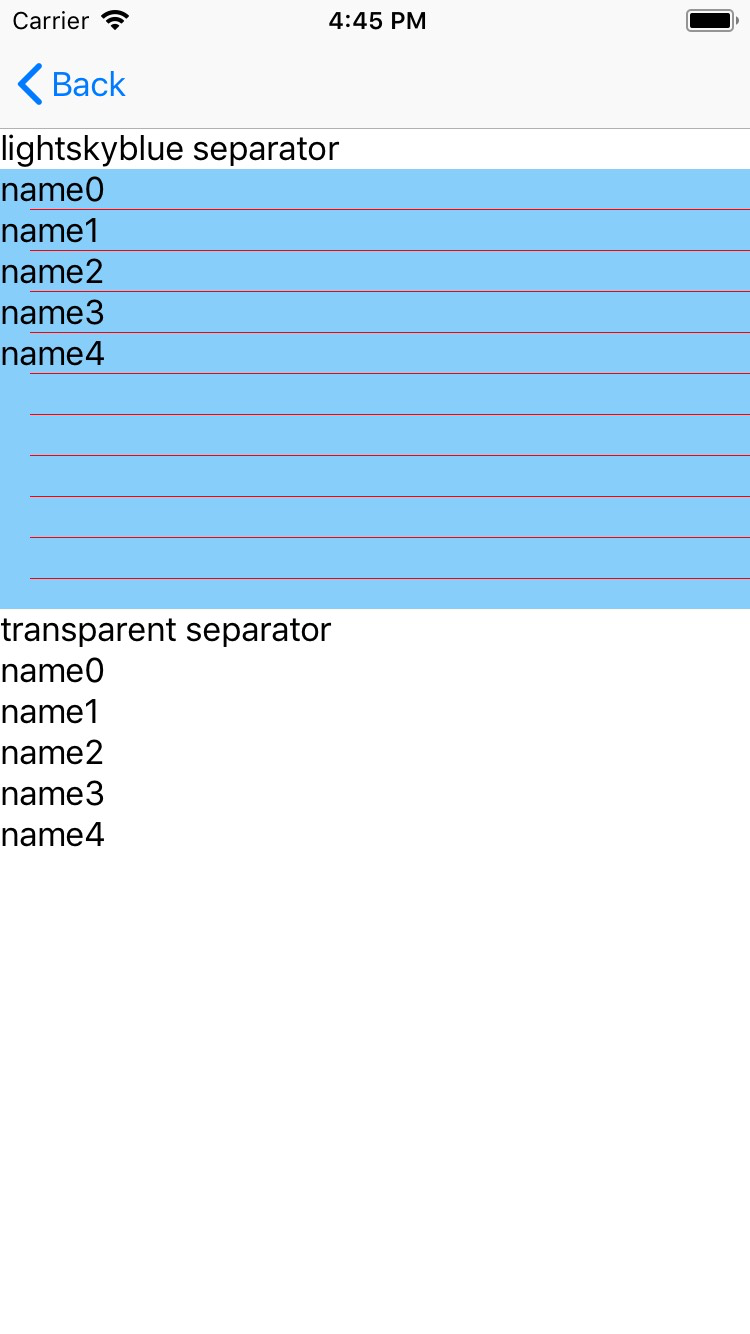 Carrier 4:45 PM
Back
lightskyblue separator
name0
name1
name2
name3
name4
transparent separator
name0
name1
name2
name3
name4